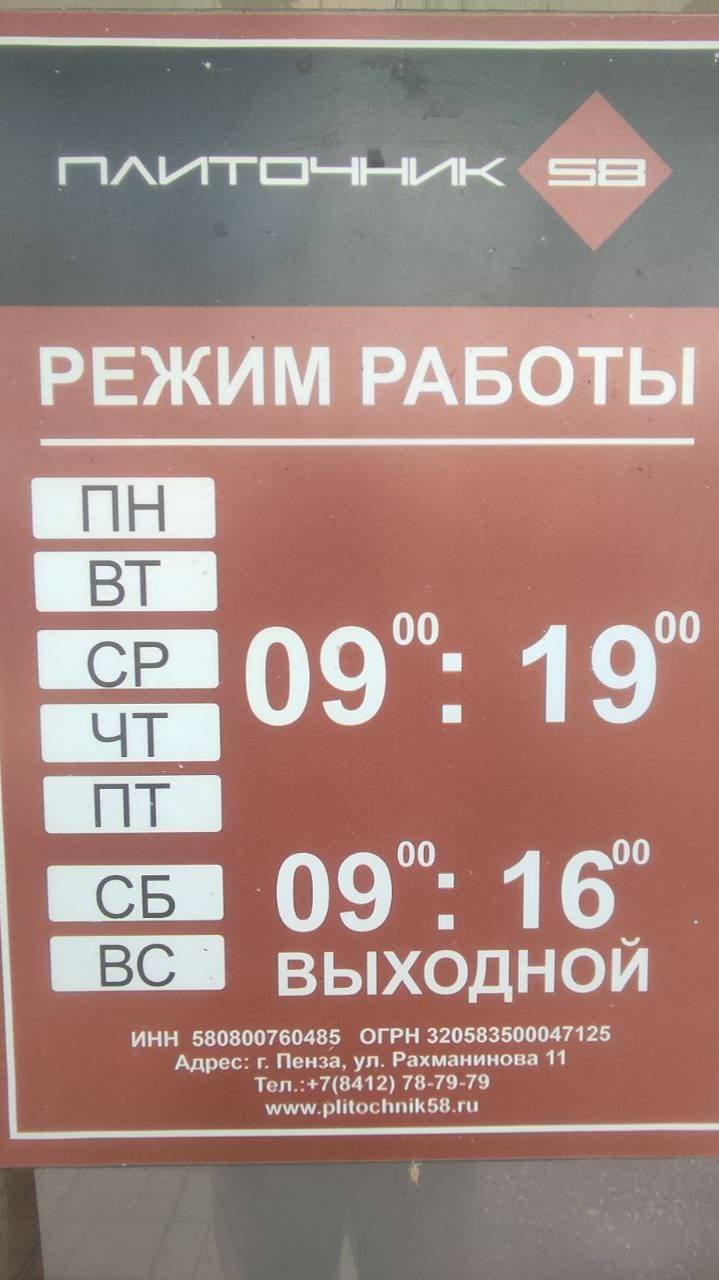 ПЛИТОЧНИК 58
РЕЖИМ РАБОТЫ
ПН
ВТ
СР
ЧТ
ПТ
09 00 : 19 00
СБ 09 00 : 16 00
ВС ВЫХОДНОЙ
ИНН 580800760485 ОГРН 320583500047125
Адрес: г. Пенза, ул. Рахманинова 11
Тел.:+7(8412) 78-79-79
www.plitochnik58.ru